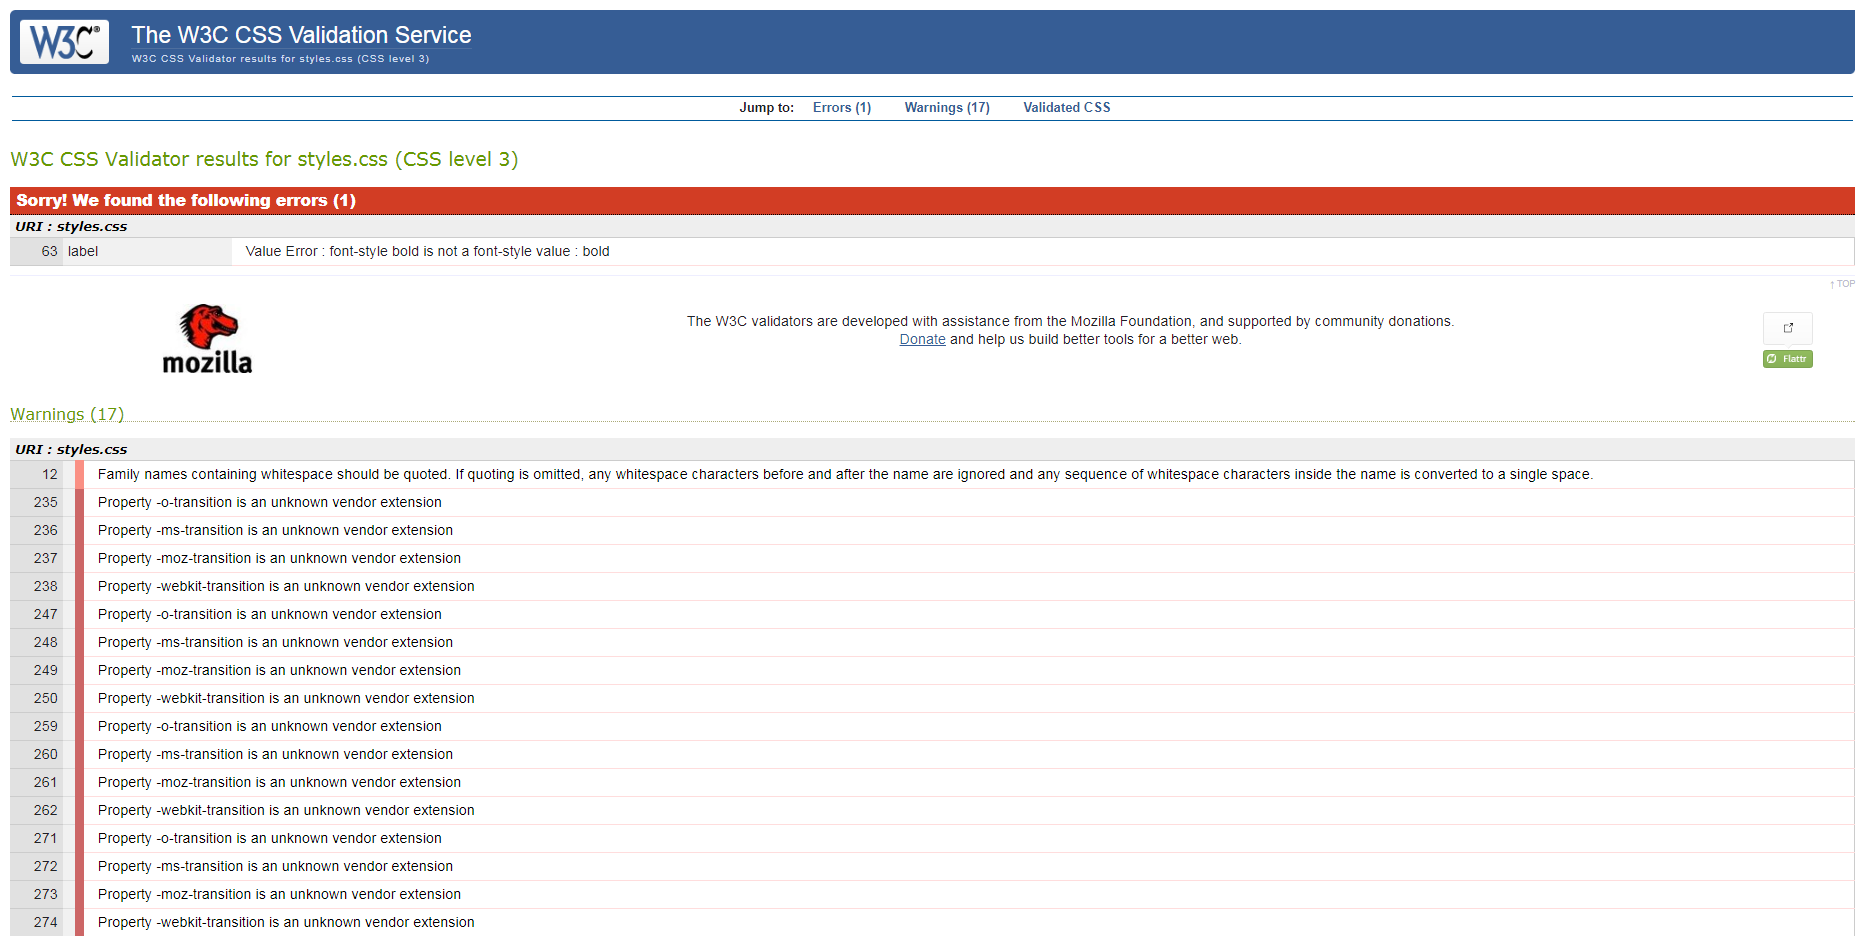 W3C®
The W3C CSS Validation Service
W3C CSS Validator results for styles.css (CSS level 3)
Jump to: Errors (1) Warnings (17) Validated CSS
W3C CSS Validator results for styles.css (CSS level 3)
Sorry! We found the following errors (1)
URI : styles.css
63 label Value Error : font-style bold is not a font-style value : bold
↑ TOP
mozilla
The W3C validators are developed with assistance from the Mozilla Foundation, and supported by community donations.
Donate and help us build better tools for a better web.
Flattr
Warnings (17)
URI : styles.css
12 Family names containing whitespace should be quoted. If quoting is omitted, any whitespace characters before and after the name are ignored and any sequence of whitespace characters inside the name is converted to a single space.
235 Property -o-transition is an unknown vendor extension
236 Property -ms-transition is an unknown vendor extension
237 Property -moz-transition is an unknown vendor extension
238 Property -webkit-transition is an unknown vendor extension
247 Property -o-transition is an unknown vendor extension
248 Property -ms-transition is an unknown vendor extension
249 Property -moz-transition is an unknown vendor extension
250 Property -webkit-transition is an unknown vendor extension
259 Property -o-transition is an unknown vendor extension
260 Property -ms-transition is an unknown vendor extension
261 Property -moz-transition is an unknown vendor extension
262 Property -webkit-transition is an unknown vendor extension
271 Property -o-transition is an unknown vendor extension
272 Property -ms-transition is an unknown vendor extension
273 Property -moz-transition is an unknown vendor extension
274 Property -webkit-transition is an unknown vendor extension